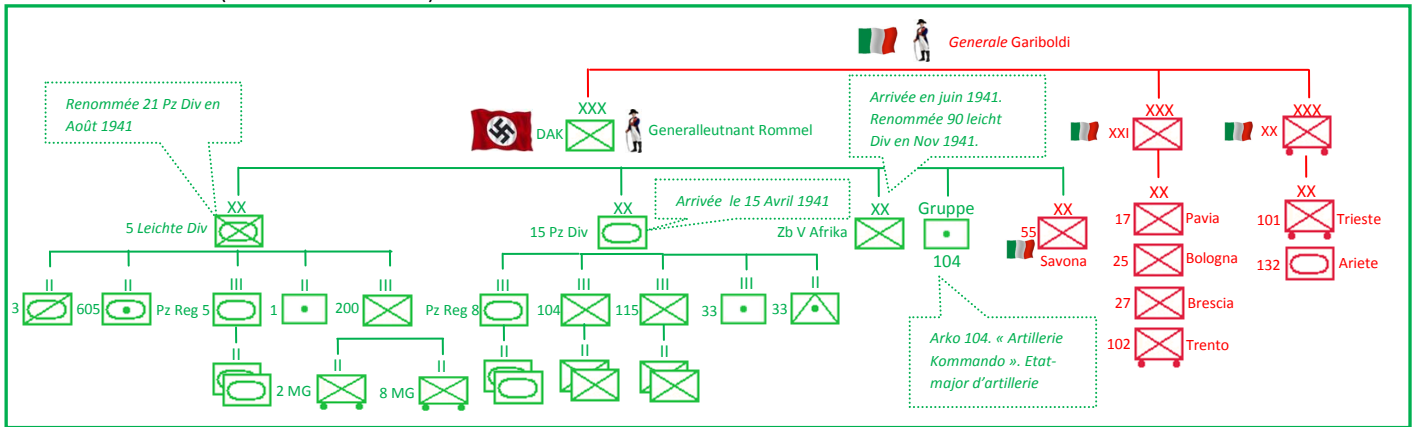 Generale Gariboldi
Renommée 21 Pz Div en
Août 1941
Arrivée en juin 1941.
Renommée 90 leicht
Div en Nov 1941.
XXX
XXX
XXX
DAK
Generalleutnant Rommel
XXI
XX
Arrivée le 15 Avril 1941
XX
XX
XX
Gruppe
XX
XX
XX
5 Leichte Div
15 Pz Div
Zb V Afrika
104
55
Savona
17
Pavia
101
Trieste
25
Bologna
132
Ariete
27
Brescia
102
Trento
II
II
III
II
III
III
III
III
III
II
3
605
Pz Reg 5
1
200
Pz Reg 8
104
115
33
33
II
II
II
II
II
II
2 MG
8 MG
Arko 104. « Artillerie
Kommando ». Etat-
major d'artillerie